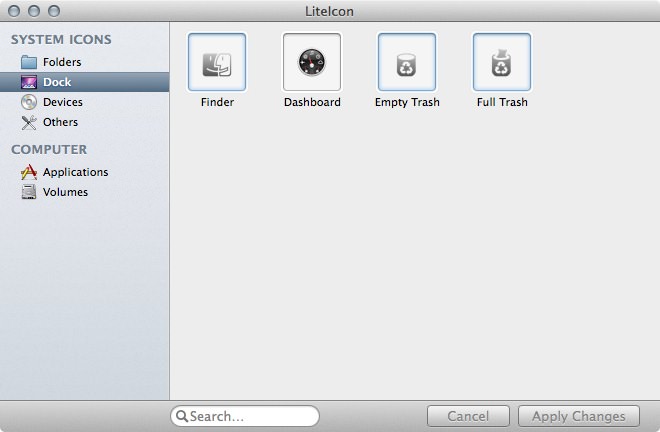 LiteIcon
SYSTEM ICONS
Folders
Dock
Devices
Others
COMPUTER
Applications
Volumes
Finder
Dashboard
Empty Trash
Full Trash
Search...
Cancel
Apply Changes